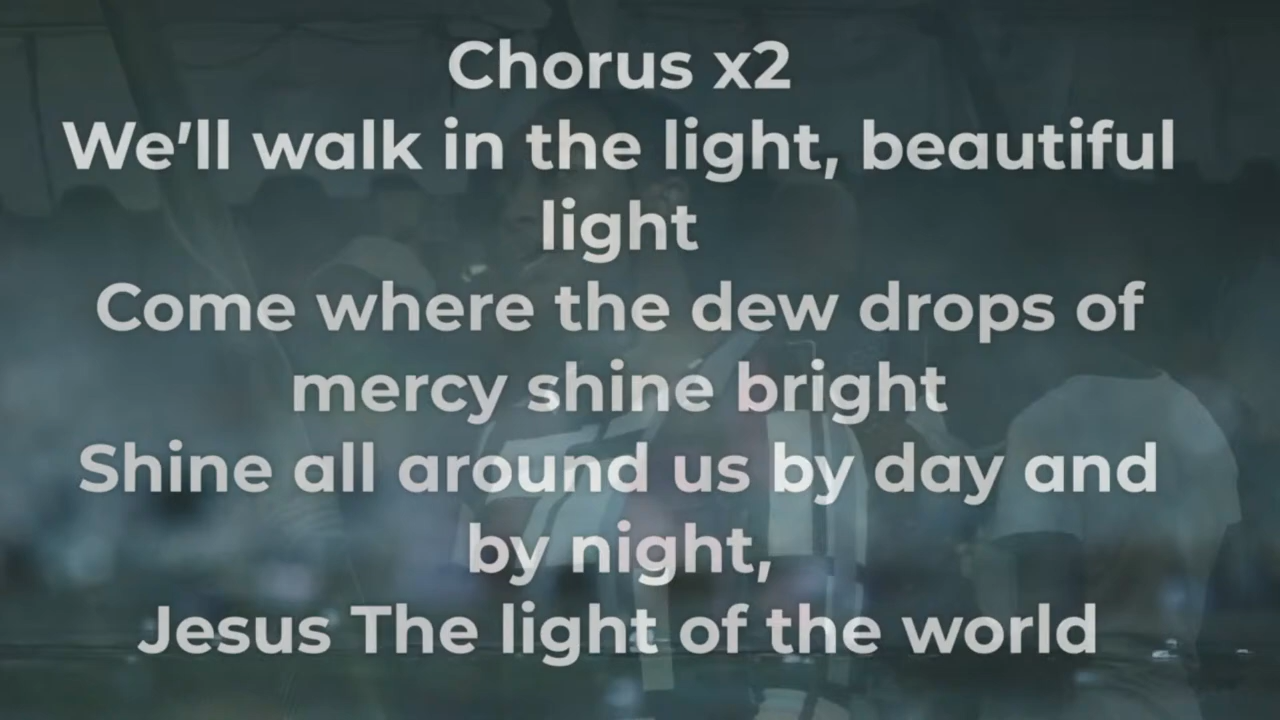 Chorus x2
We’ll walk in the light, beautiful
light
Come where the dew drops of
mercy shine bright
Shine all around us by day and
by night,
Jesus The light of the world